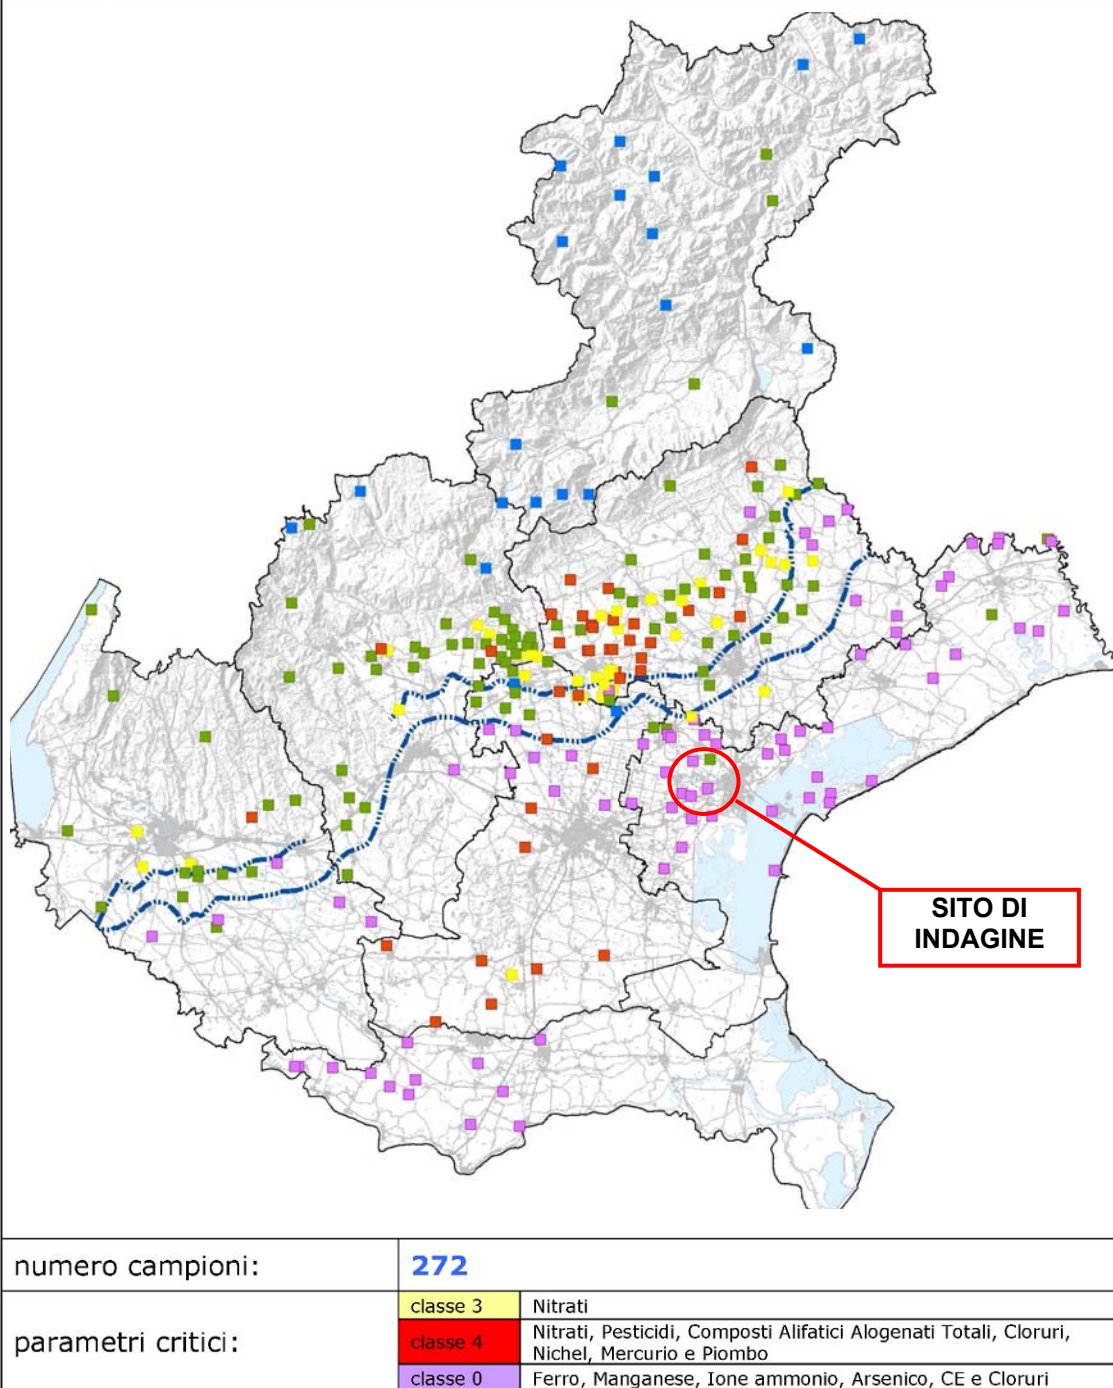 SITO DI
INDAGINE
numero campioni:
272
parametri critici:
classe 3
Nitrati
classe 4
Nitrati, Pesticidi, Composti Alifatici Alogenati Totali, Cloruri,
Nichel, Mercurio e Piombo
classe 0
Ferro, Manganese, Ione ammonio, Arsenico, CE e Cloruri